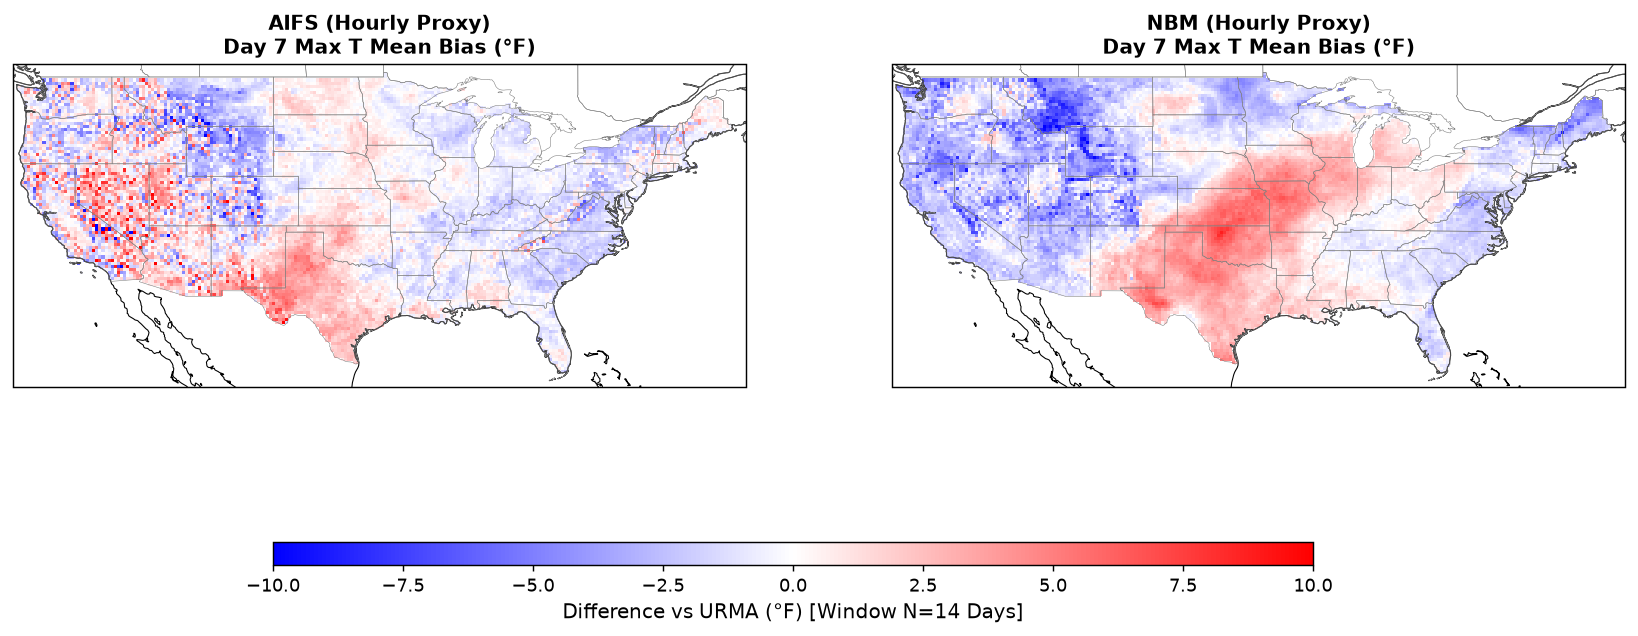 AIFS (Hourly Proxy)
Day 7 Max T Mean Bias (°F)
NBM (Hourly Proxy)
Day 7 Max T Mean Bias (°F)
−10.0 −7.5 −5.0 −2.5 0.0 2.5 5.0 7.5 10.0
Difference vs URMA (°F) [Window N=14 Days]